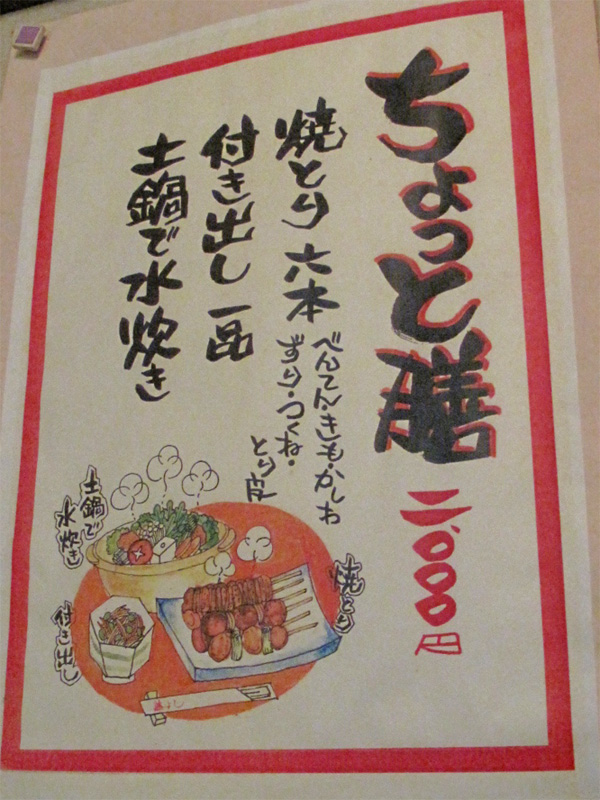 ちょっと膳 二、〇〇〇円
焼とり 六本
べんてん・きも・かしわ
ずり・つくね・
とり皮
付き出し 一品
土鍋で水炊き
土鍋で
水炊き
焼とり
付き出し